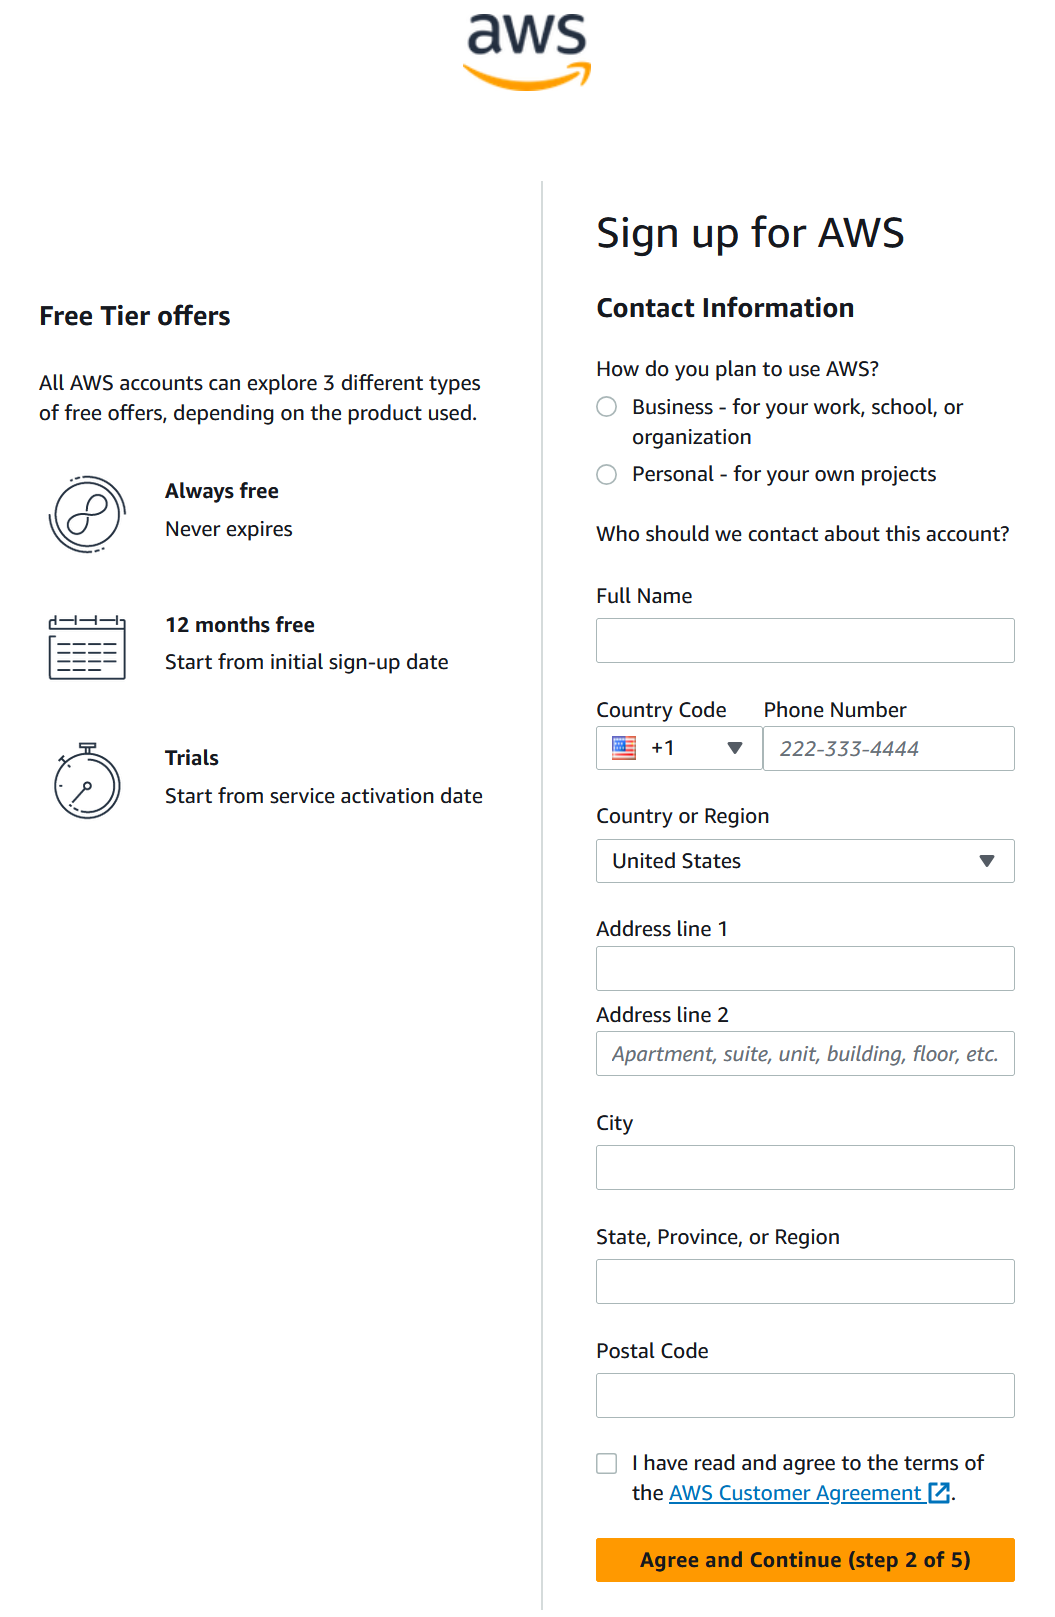 aws
Free Tier offers
All AWS accounts can explore 3 different types
of free offers, depending on the product used.
Always free
Never expires
12 months free
Start from initial sign-up date
Trials
Start from service activation date
Sign up for AWS
Contact Information
How do you plan to use AWS?
Business - for your work, school, or
organization
Personal - for your own projects
Who should we contact about this account?
Full Name
Country Code Phone Number
+1 222-333-4444
Country or Region
United States
Address line 1
Address line 2
Apartment, suite, unit, building, floor, etc.
City
State, Province, or Region
Postal Code
I have read and agree to the terms of
the AWS Customer Agreement.
Agree and Continue (step 2 of 5)